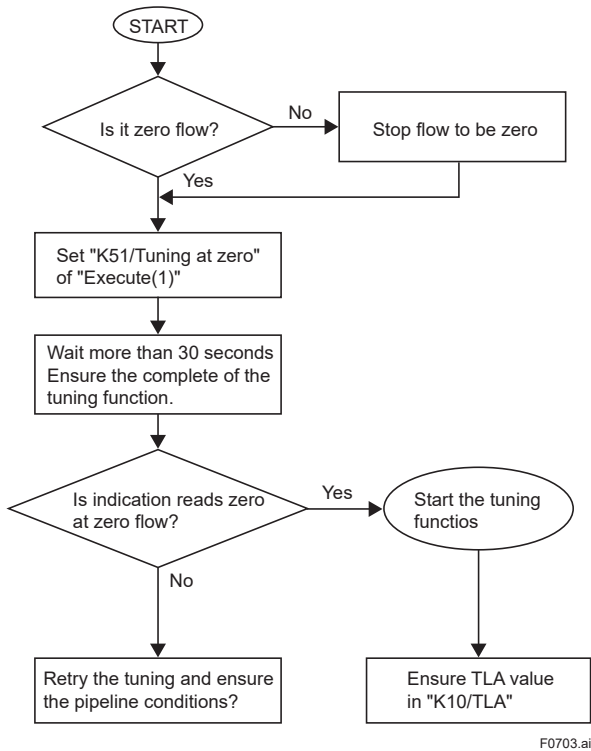 START
Is it zero flow?
No
Stop flow to be zero
Yes
Set "K51/Tuning at zero"
of "Execute(1)"
Wait more than 30 seconds
Ensure the complete of the
tuning function.
Is indication reads zero
at zero flow?
Yes
Start the tuning
functios
No
Retry the tuning and ensure
the pipeline conditions?
Ensure TLA value
in "K10/TLA"
F0703.ai